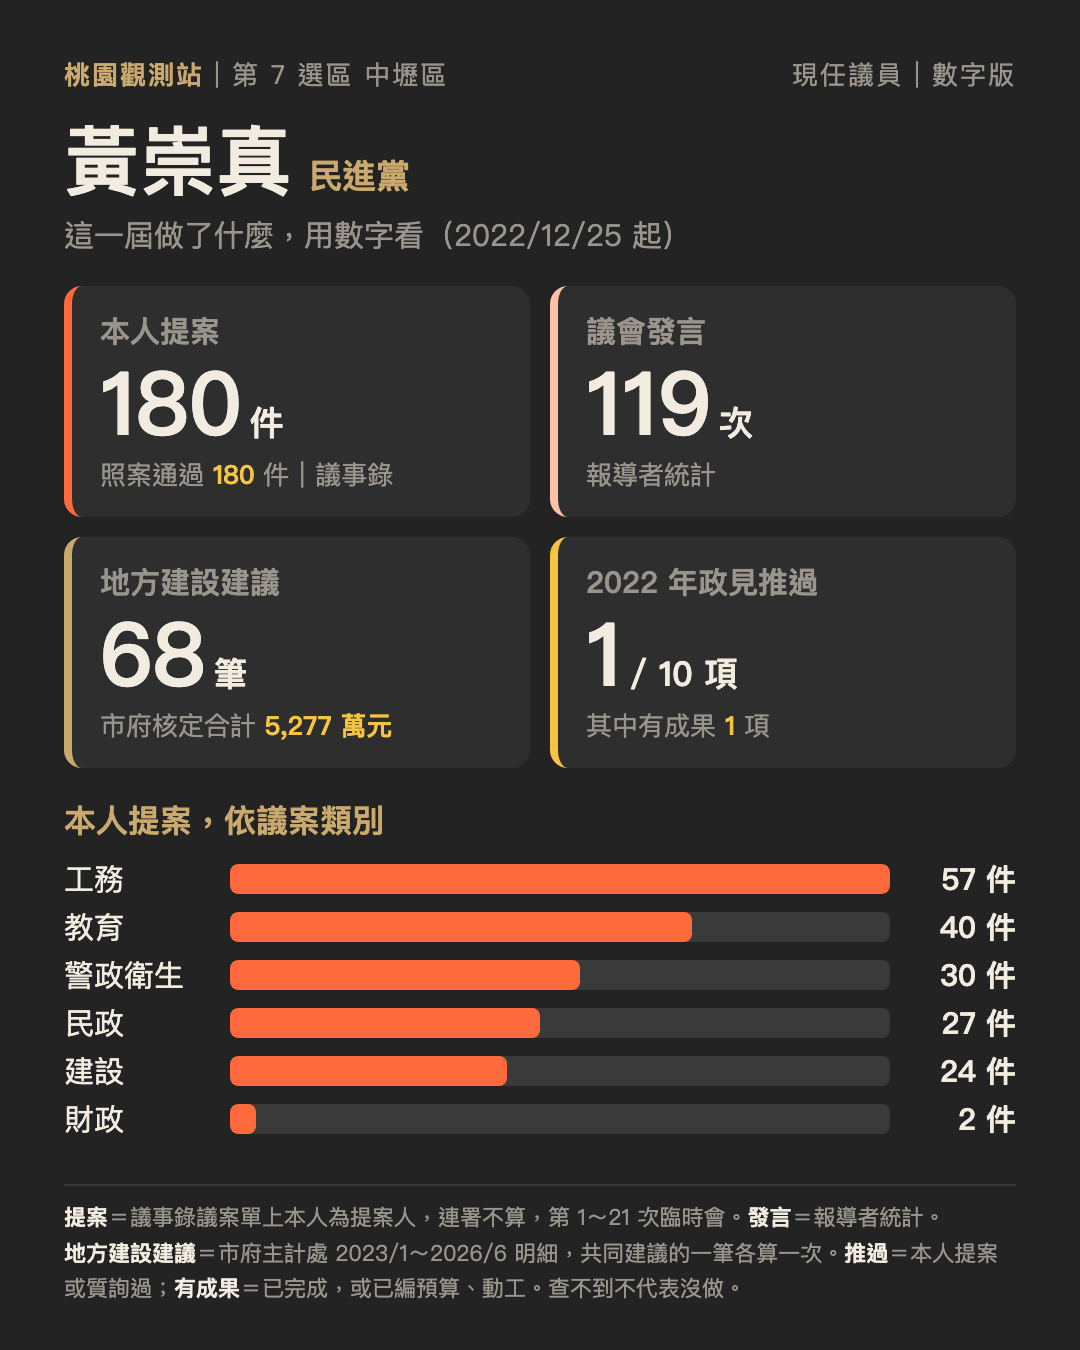 桃園觀測站｜第 7 選區 中壢區
現任議員｜數字版
黃崇真 民進黨
這一屆做了什麼，用數字看（2022/12/25 起）
本人提案
180 件
照案通過 180 件｜議事錄
議會發言
119 次
報導者統計
地方建設建議
68 筆
市府核定合計 5,277 萬元
2022 年政見推過
1 / 10 項
其中有成果 1 項
本人提案，依議案類別
工務 57 件
教育 40 件
警政衛生 30 件
民政 27 件
建設 24 件
財政 2 件
提案＝議事錄議案單上本人為提案人，連署不算，第 1～21 次臨時會。發言＝報導者統計。
地方建設建議＝市府主計處 2023/1～2026/6 明細，共同建議的一筆各算一次。推過＝本人提案
或質詢過；有成果＝已完成，或已編預算、動工。查不到不代表沒做。